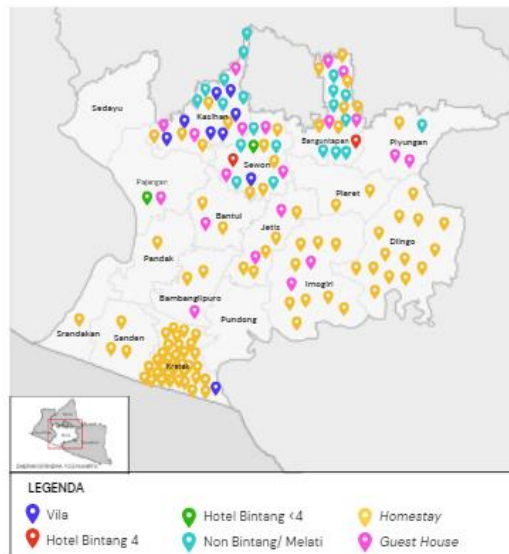 Sedayu
Kasihan
Banguntapan
Piyungan
Sewon
Pajangan
Pleret
Bantul
Jetis
Dlingo
Pandak
Imogiri
Bambanglipuro
Srandakan
Sanden
Pundong
Kretek
LEGENDA
Vila
Hotel Bintang <4
Homestay
Hotel Bintang 4
Non Bintang/ Melati
Guest House